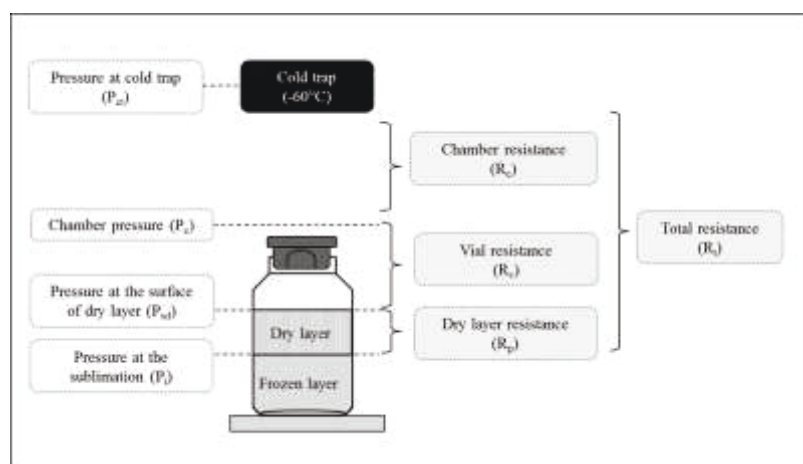 Pressure at cold trap
(Pct)
Cold trap
(-60°C)
Chamber resistance
(Rc)
Chamber pressure (Pc)
Total resistance
(Rt)
Vial resistance
(Rv)
Pressure at the surface
of dry layer (Psd)
Dry layer
Dry layer resistance
(Rp)
Pressure at the
sublimation (Pi)
Frozen layer